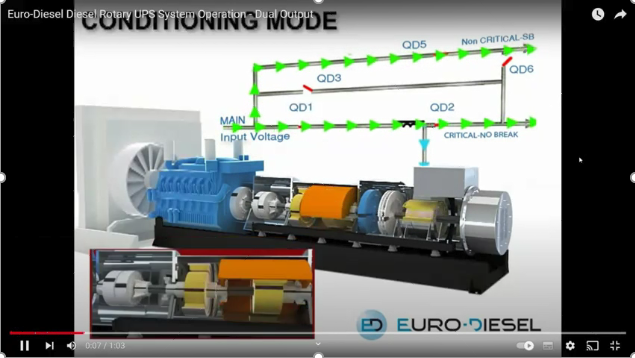 Euro-Diesel Diesel Rotary UPS System Operation - Dual Output
CONDITIONING MODE
QD5
Non CRITICAL-SB
QD3
QD6
QD1
QD2
MAIN
Input Voltage
CRITICAL-NO BREAK
ED EURO-DIESEL
0:07 / 1:03